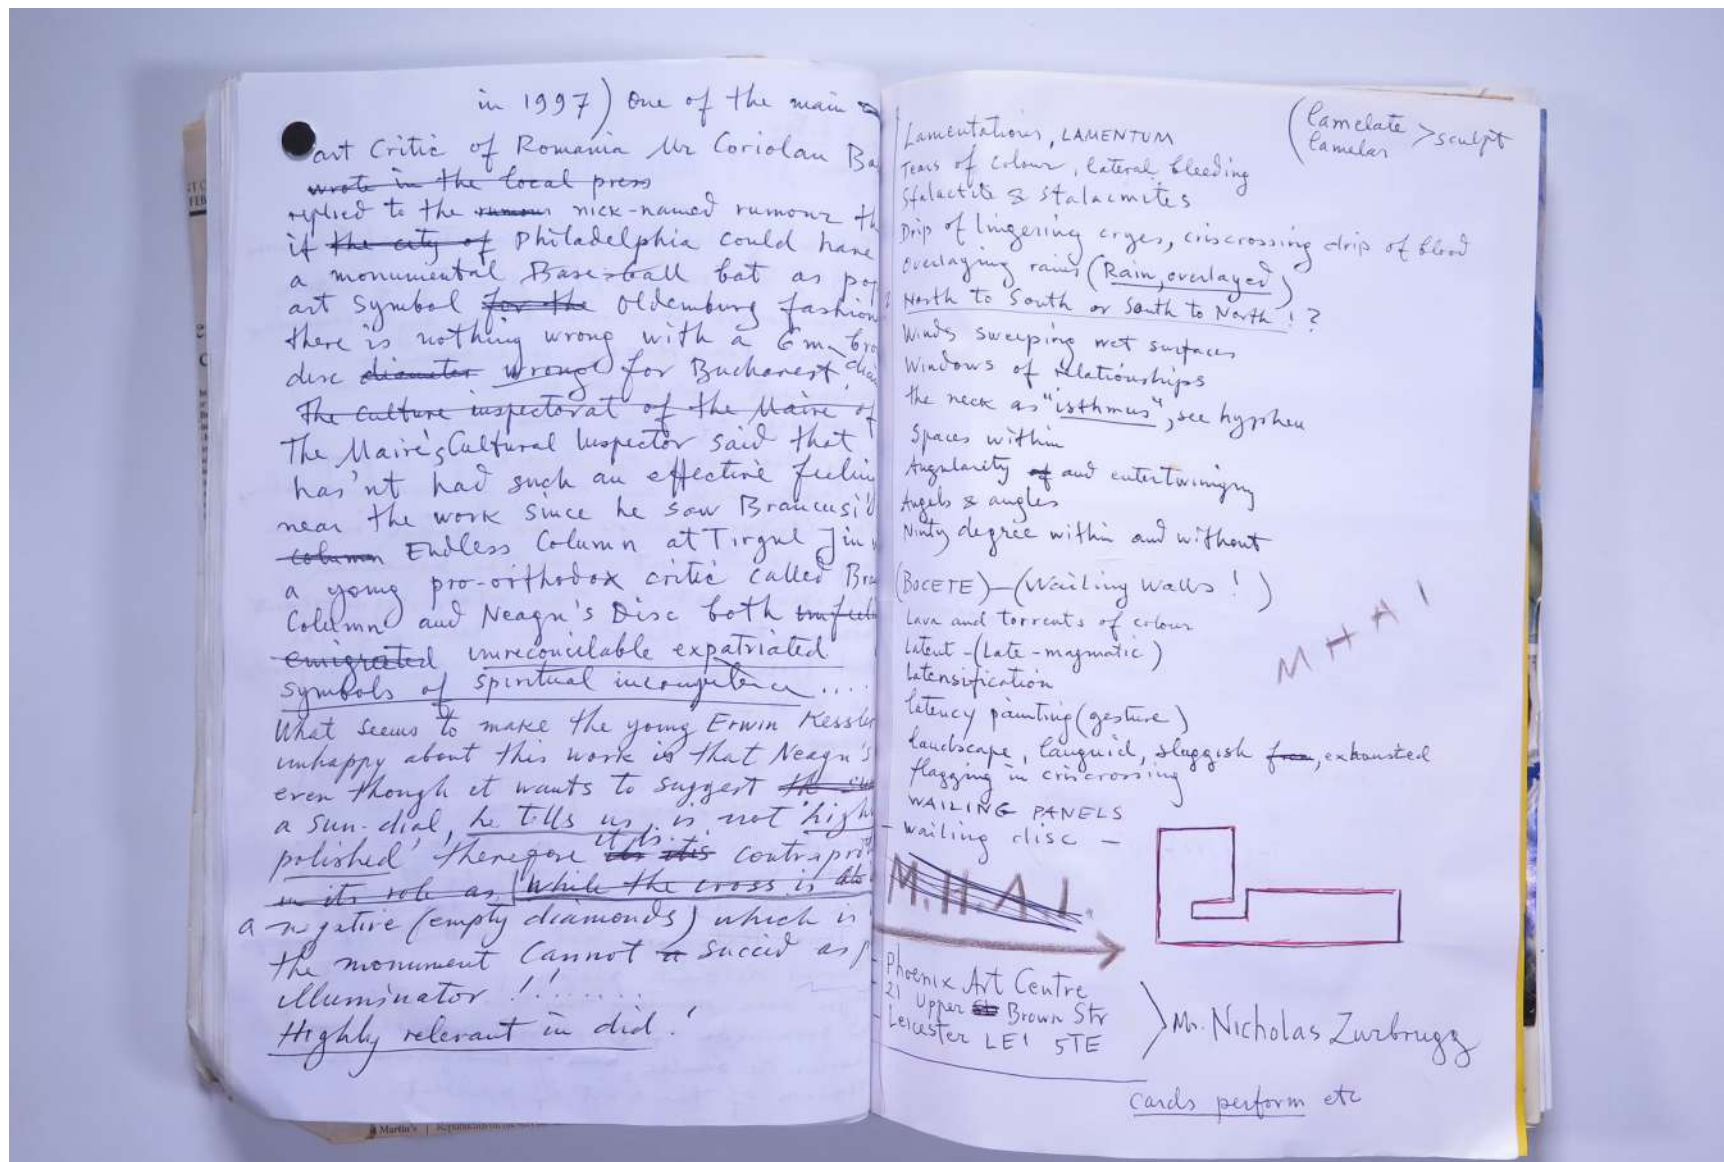 in 1997) One of the main
art Critic of Romania Mr Coriolan Ba
wrote in the local press
replied to the rumour nick-named rumour th
if the city of Philadelphia could have
a monumental Base-ball bat as pop
art symbol for the Oldemburg fashion
there is nothing wrong with a 6m bro
disc diameter wrong for Bucharest
The culture inspectorat of the Maire of
The Maire's Cultural Inspector said that
has'nt had such an effective feelin
near the work since he saw Brancusi's
column Endless Column at Tirgul Jiu
a young pro-orthodox critic called Bra
Column and Neagu's Disc both
emigrated unreconcilable expatriated
symbols of spiritual ....
What seems to make the young Erwin Kessler
unhappy about this work is that Neagu's
even though it wants to suggest
a sun-dial, he tells us, is not 'high
polished' therefore it is contrapro
in its role as while the cross is
a negative (empty diamonds) which is
the monument Cannot a succid as
illuminator !!.......
Highly relevant in did!
(lamelate > sculpt
lamelar
Lamentations, LAMENTUM
Tears of colour, lateral bleeding
Stalactite & stalacmites
Drip of lingering cryes, criscrossing drip of blood
Overlaying rains (Rain, overlayed)
North to South or South to North! ?
Winds sweeping wet surfaces
Windows of relationships
the neck as "isthmus", see hyphen
Spaces within
Angularity of and entertwinigny
Angels & angles
Ninty degree within and without
(BOCETE) - (Wailing Walls!)
Lava and torrents of colour
MHAI
Latent - (Late-magmatic)
Latensification
latency painting (gesture)
landscape, languid, sluggish, exhausted
flagging in criscrossing
WAILING PANELS
- wailing disc -
M.H.A.I.
- Phoenix Art Centre
21 Upper Brown Str
- Leicester LE1 5TE
Mr. Nicholas Zurbrugg
cards perform etc
Martin's